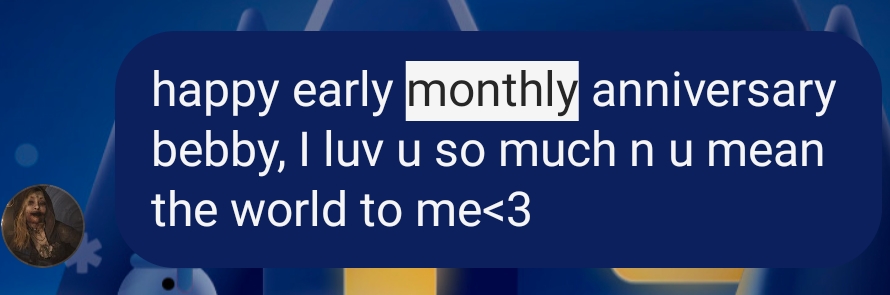 happy early monthly anniversary
bebby, I luv u so much n u mean
the world to me<3